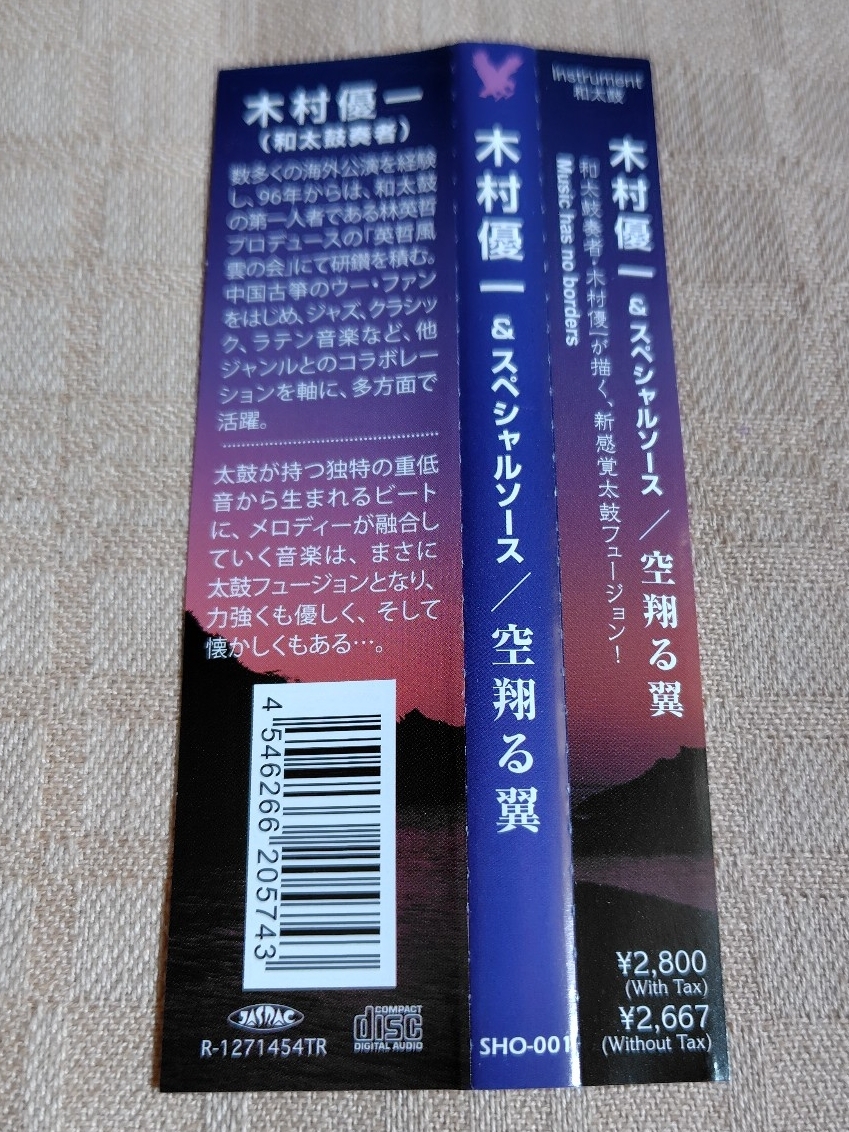 木村優一
(和太鼓奏者)
数多くの海外公演を経験
し、96年からは、和太鼓
の第一人者である林英哲
プロデュースの「英哲風
雲の会」にて研鑽を積む。
中国古箏のウー・ファン
をはじめ、ジャズ、クラシッ
ク、ラテン音楽など、他
ジャンルとのコラボレー
ションを軸に、多方面で
活躍。
太鼓が持つ独特の重低
音から生まれるビート
に、メロディーが融合し
ていく音楽は、まさに
太鼓フュージョンとなり、
力強くも優しく、そして
懐かしくもある…。
4 546266 205743
JASRAC
R-1271454TR
COMPACT
disc
DIGITAL AUDIO
木村優一 & スペシャルソース / 空翔る翼
SHO-001
Instrument
和太鼓
木村優一 & スペシャルソース / 空翔る翼
和太鼓奏者・木村優一が描く、新感覚太鼓フュージョン!
Music has no borders
¥2,800
(With Tax)
¥2,667
(Without Tax)